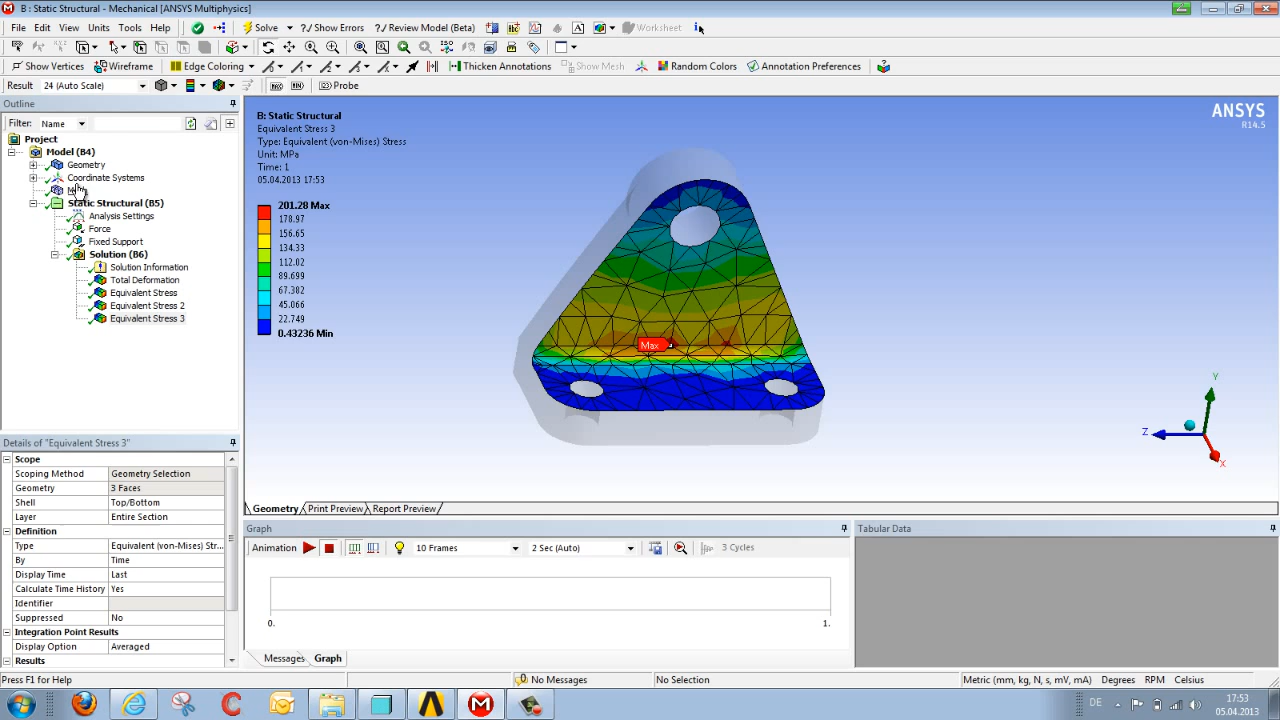 B : Static Structural - Mechanical [ANSYS Multiphysics]
File Edit View Units Tools Help Solve ?/ Show Errors ?/ Review Model (Beta) A Worksheet
Show Vertices Wireframe Edge Coloring Thicken Annotations Show Mesh Random Colors Annotation Preferences
Result 24 (Auto Scale) Probe
Outline
Filter: Name
Project
Model (B4)
Geometry
Coordinate Systems
Static Structural (B5)
Analysis Settings
Force
Fixed Support
Solution (B6)
Solution Information
Total Deformation
Equivalent Stress
Equivalent Stress 2
Equivalent Stress 3
Details of "Equivalent Stress 3"
Scope
Scoping Method Geometry Selection
Geometry 3 Faces
Shell Top/Bottom
Layer Entire Section
Definition
Type Equivalent (von-Mises) Str...
By Time
Display Time Last
Calculate Time History Yes
Identifier
Suppressed No
Integration Point Results
Display Option Averaged
Results
B: Static Structural
Equivalent Stress 3
Type: Equivalent (von-Mises) Stress
Unit: MPa
Time: 1
05.04.2013 17:53
201.28 Max
178.97
156.65
134.33
112.02
89.699
67.382
45.066
22.749
0.43236 Min
Max
ANSYS
R14.5
Y
Z
X
Geometry Print Preview Report Preview
Graph
Animation 10 Frames 2 Sec (Auto) 3 Cycles
0. 1.
Messages Graph
Tabular Data
Press F1 for Help No Messages No Selection Metric (mm, kg, N, s, mV, mA) Degrees RPM Celsius
DE 17:53
05.04.2013